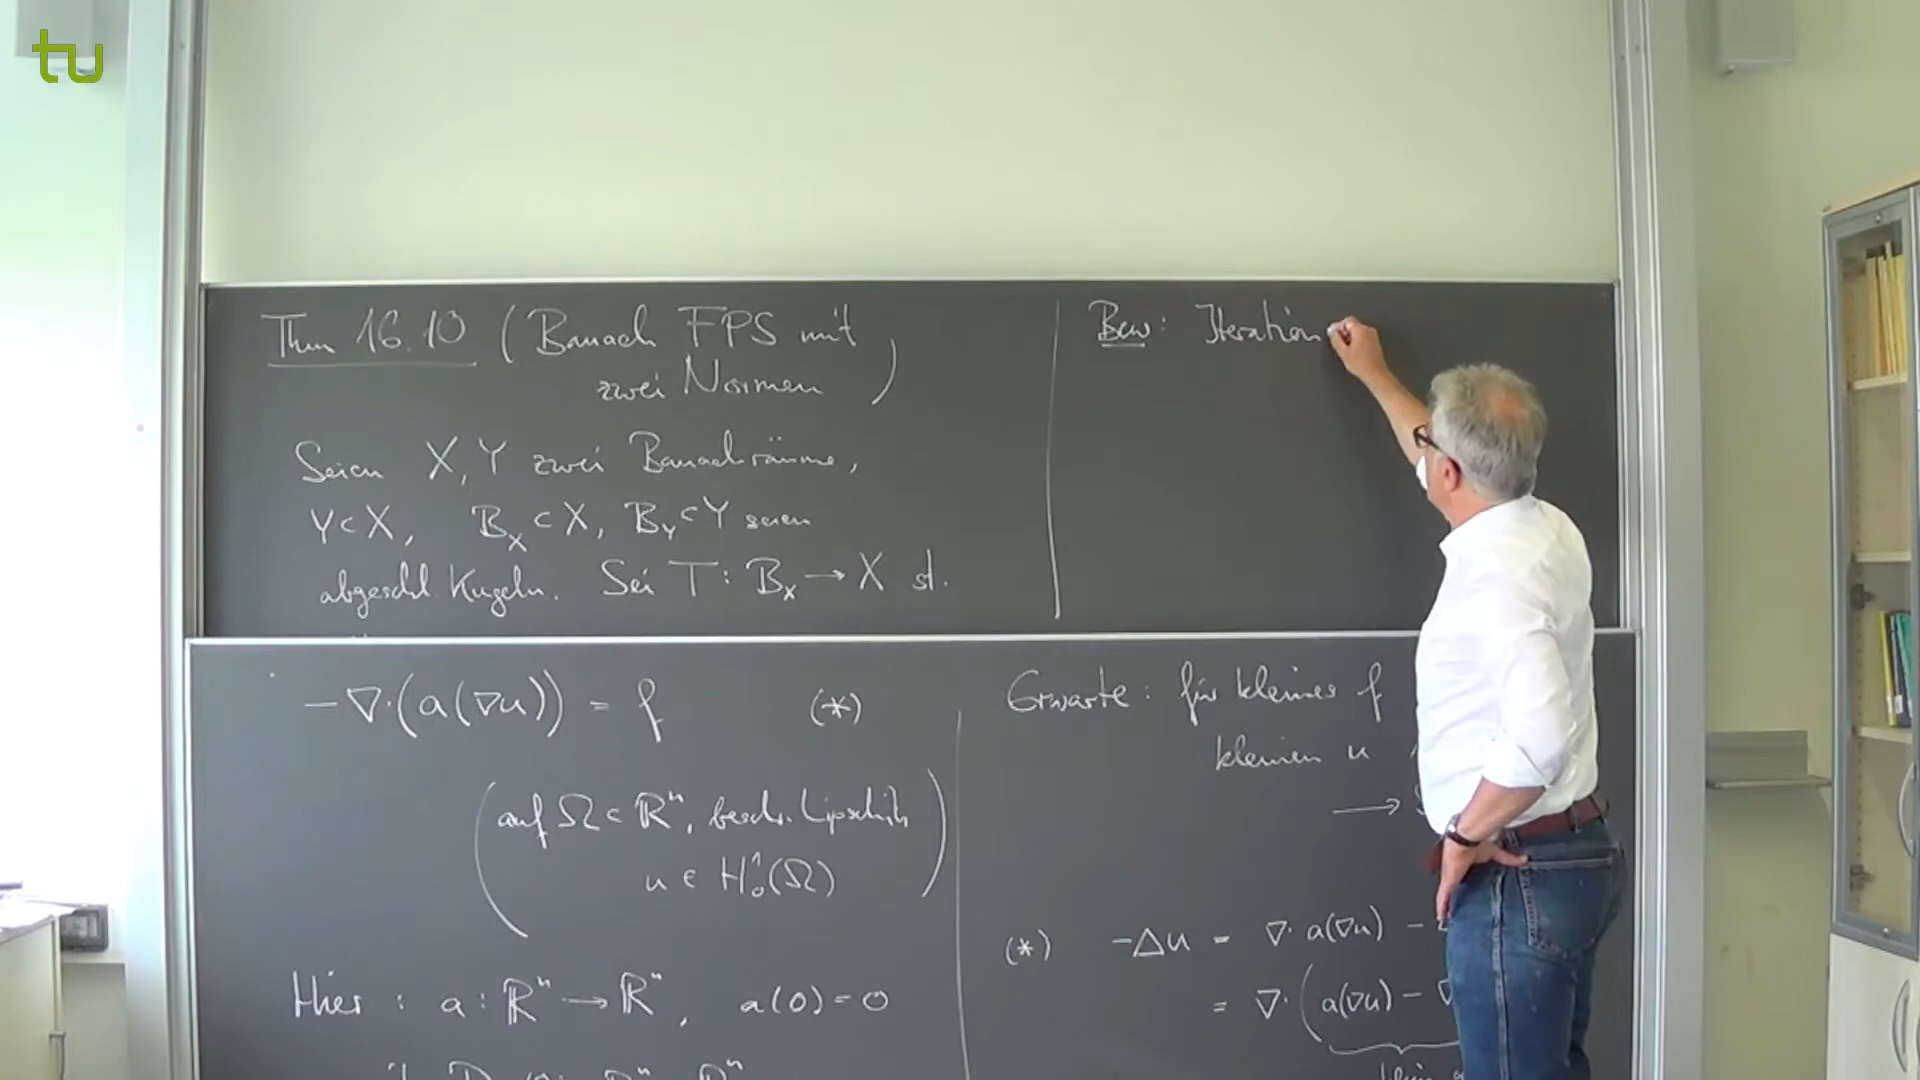 tu
Thm 16.10 (Banach FPS mit
zwei Normen)
Seien X, Y zwei Banachräume,
Y⊂X, B_X ⊂ X, B_Y ⊂ Y seien
abgeschl. Kugeln. Sei T : B_X → X st.
Bew: Iteration
-∇·(a(∇u)) = f (*)
(auf Ω ⊂ ℝⁿ, beschr. Lipschitz
u ∈ H¹₀(Ω))
Hier : a : ℝⁿ → ℝⁿ, a(0) = 0
Erwarte: für kleines f
kleinen u
→
(*) -Δu = ∇· a(∇u) -
= ∇·(a(∇u) - ∇